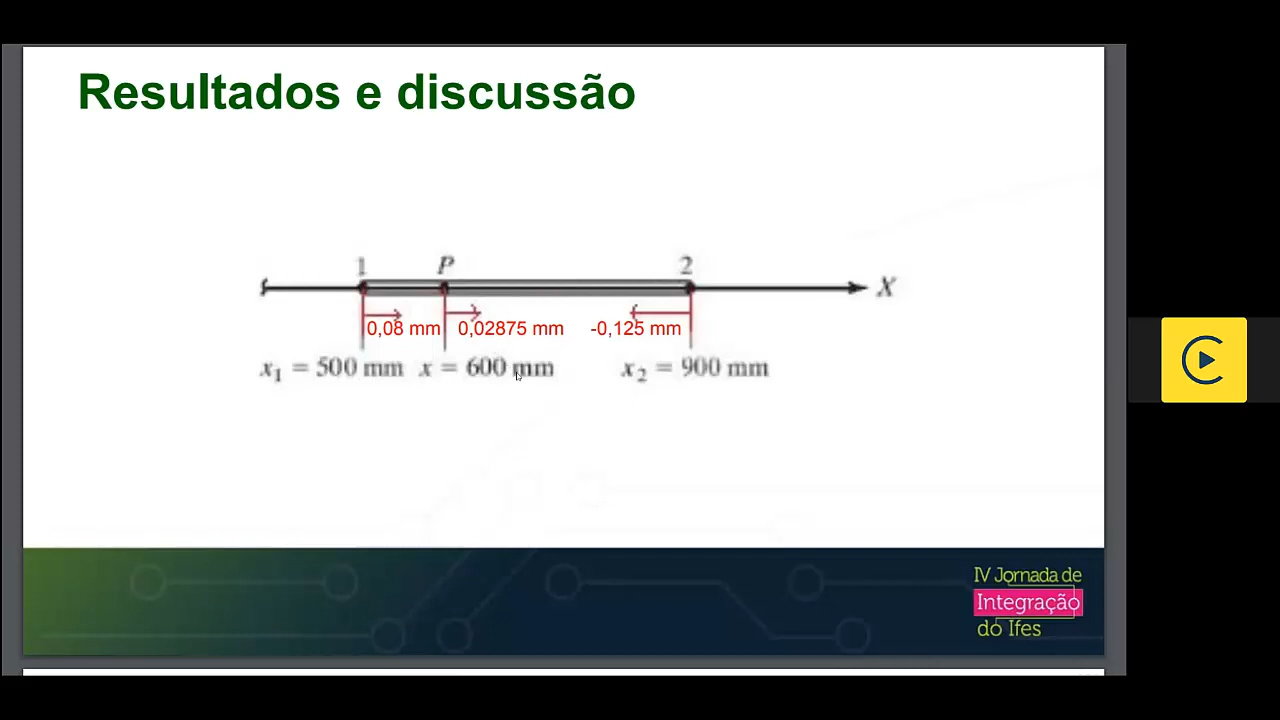 Resultados e discussão
1 P 2
X
0,08 mm 0,02875 mm -0,125 mm
x₁ = 500 mm x = 600 mm x₂ = 900 mm
IV Jornada de
Integração
do Ifes